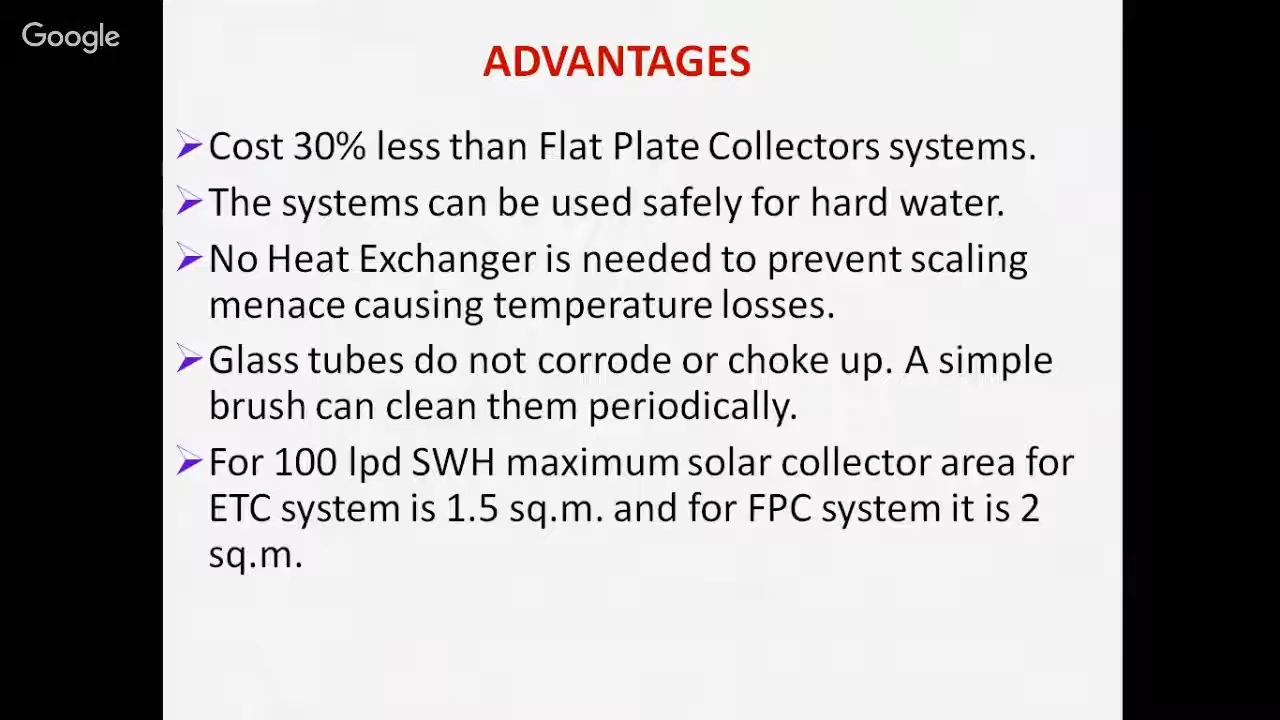 Google
ADVANTAGES
Cost 30% less than Flat Plate Collectors systems.
The systems can be used safely for hard water.
No Heat Exchanger is needed to prevent scaling
menace causing temperature losses.
Glass tubes do not corrode or choke up. A simple
brush can clean them periodically.
For 100 lpd SWH maximum solar collector area for
ETC system is 1.5 sq.m. and for FPC system it is 2
sq.m.